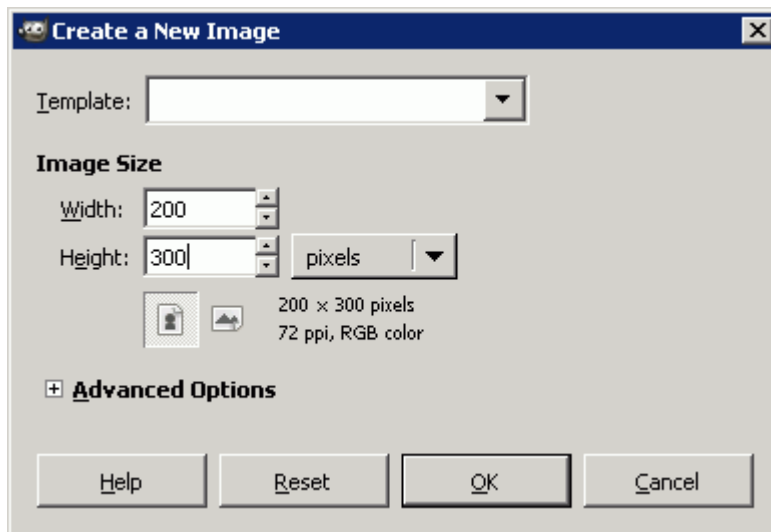 Create a New Image
Template:
Image Size
Width: 200
Height: 300 pixels
200 × 300 pixels
72 ppi, RGB color
Advanced Options
Help Reset OK Cancel